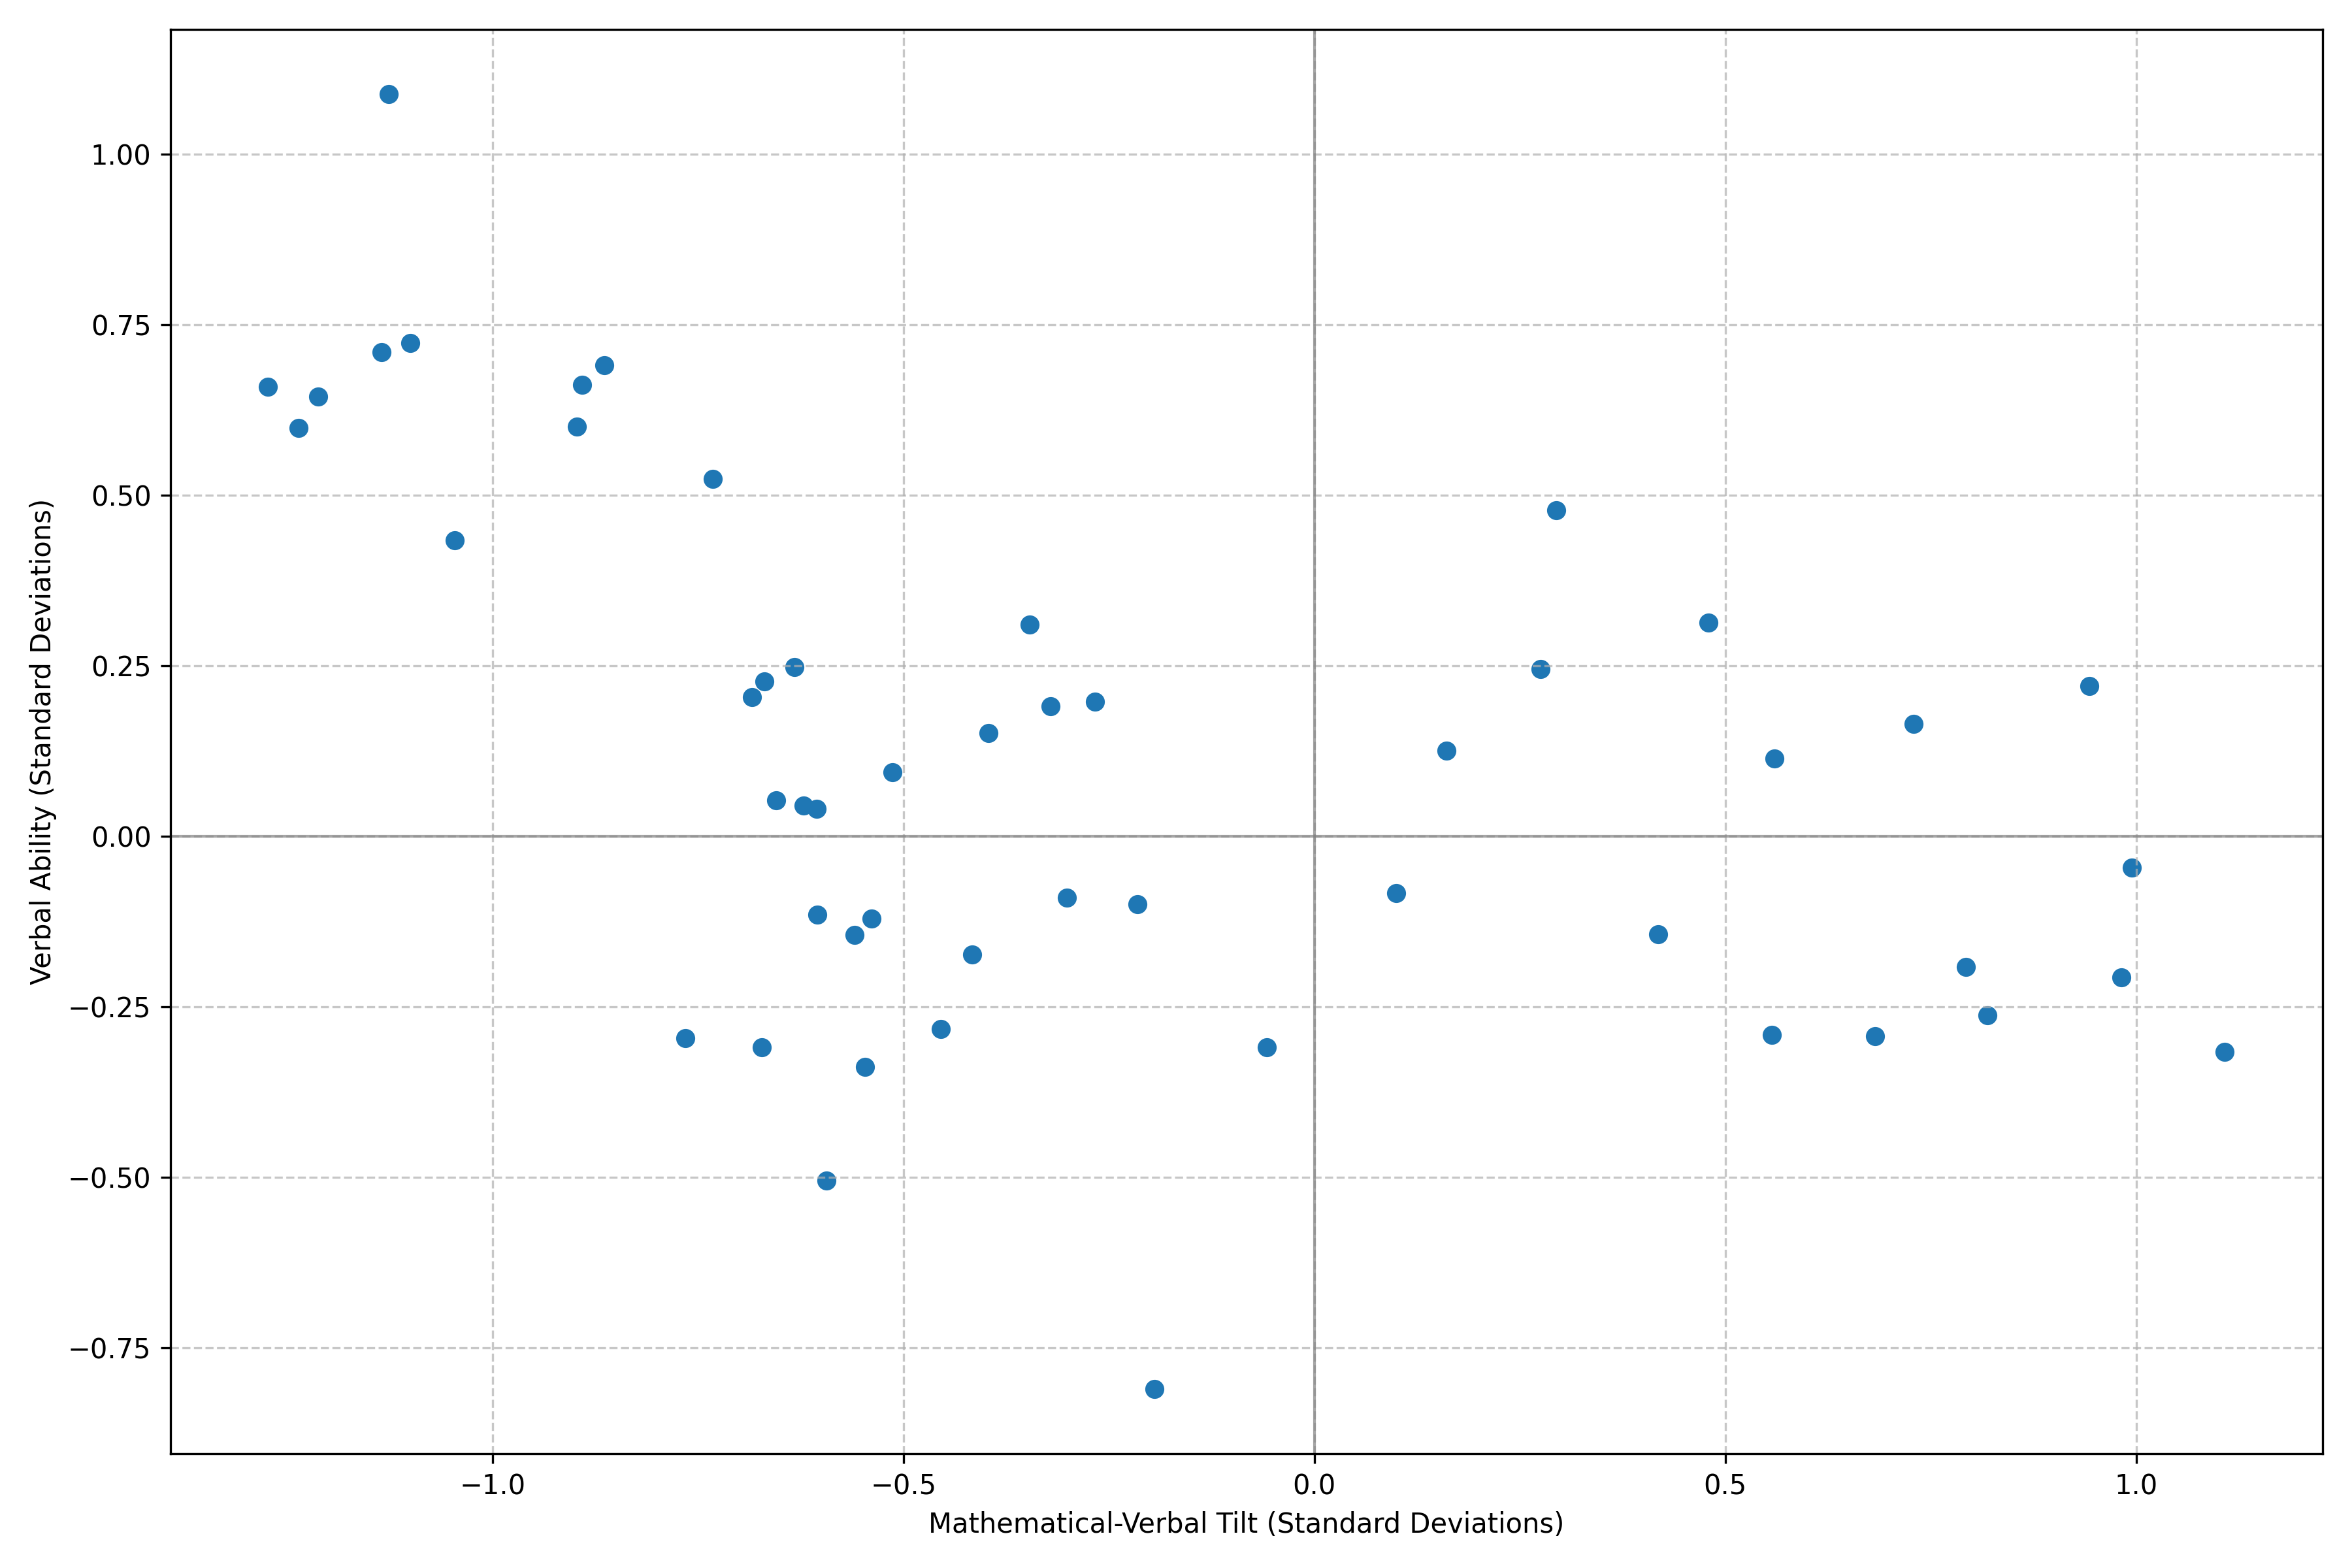 1.00
0.75
0.50
0.25
0.00
−0.25
−0.50
−0.75
Verbal Ability (Standard Deviations)
−1.0 −0.5 0.0 0.5 1.0
Mathematical-Verbal Tilt (Standard Deviations)